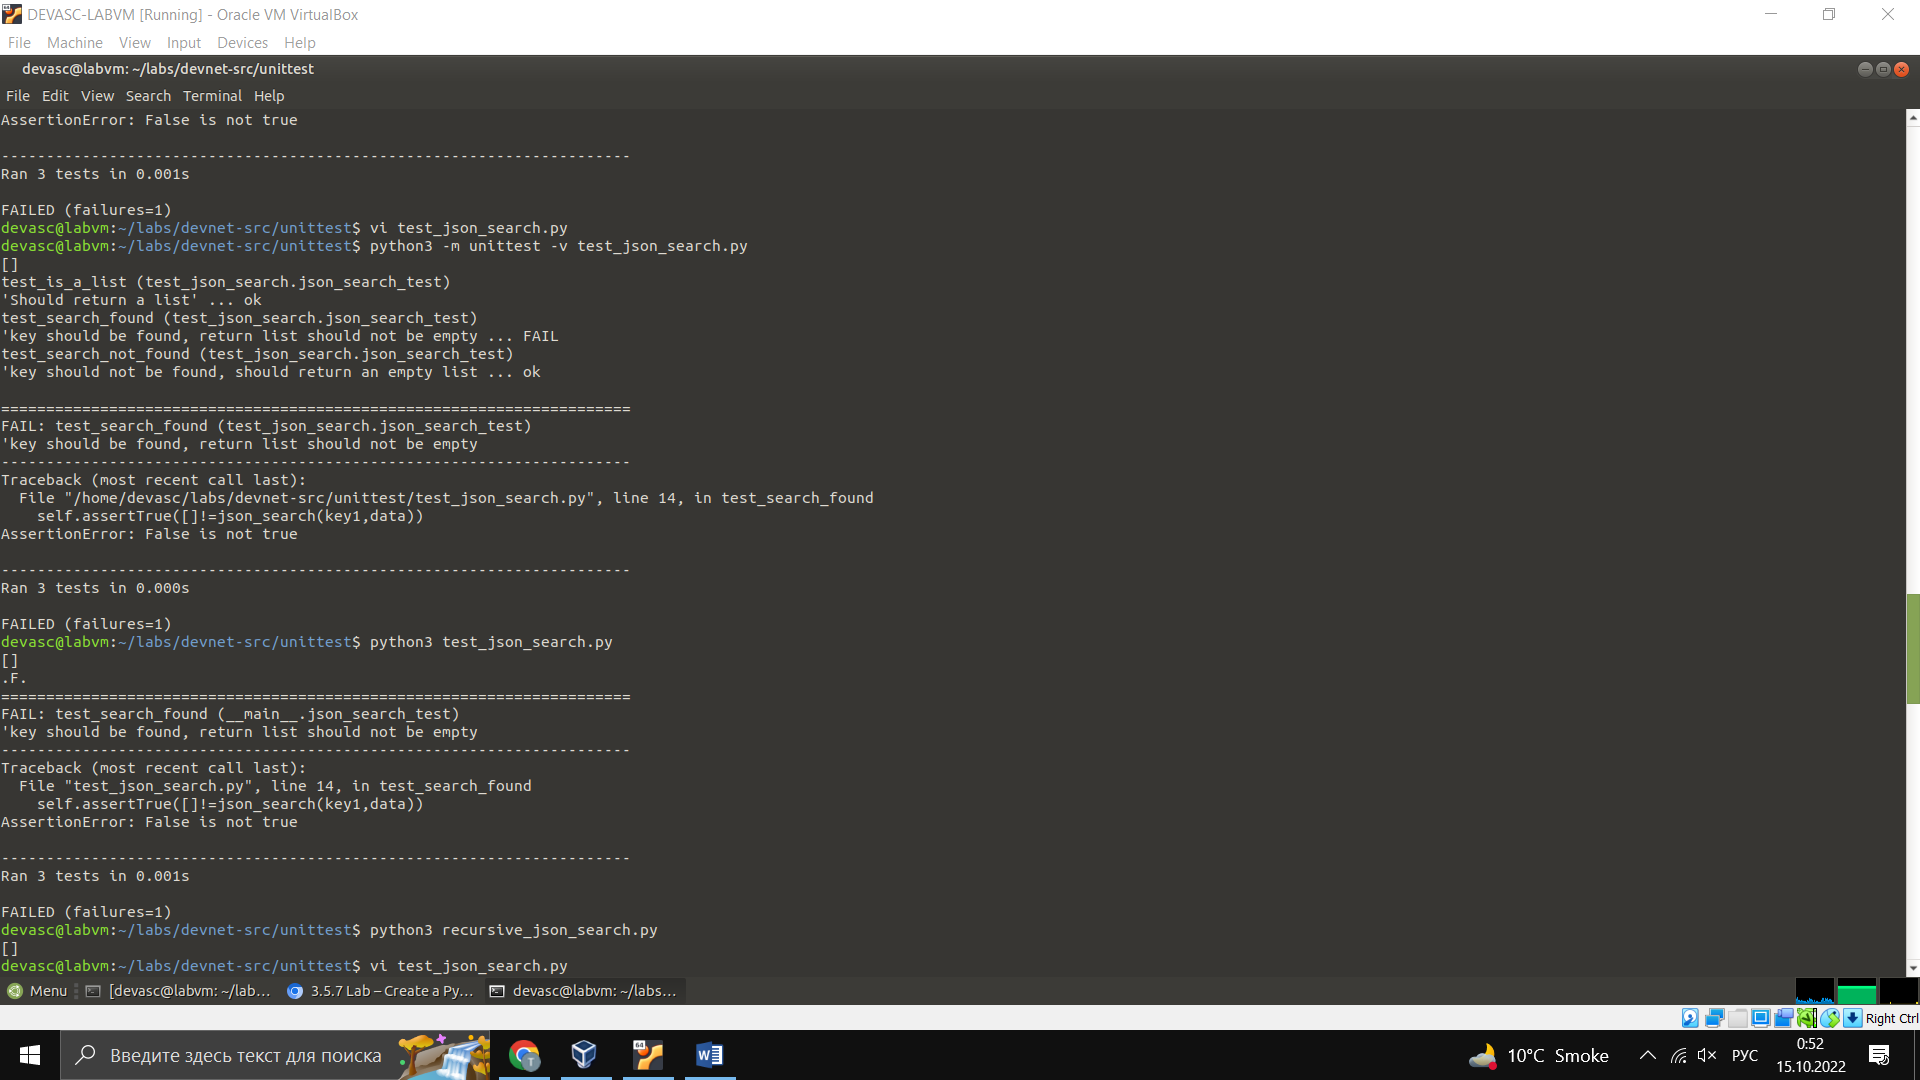 DEVASC-LABVM [Running] - Oracle VM VirtualBox
File Machine View Input Devices Help
devasc@labvm: ~/labs/devnet-src/unittest
File Edit View Search Terminal Help
AssertionError: False is not true
----------------------------------------------------------------------
Ran 3 tests in 0.001s
FAILED (failures=1)
devasc@labvm:~/labs/devnet-src/unittest$ vi test_json_search.py
devasc@labvm:~/labs/devnet-src/unittest$ python3 -m unittest -v test_json_search.py
[]
test_is_a_list (test_json_search.json_search_test)
'Should return a list' ... ok
test_search_found (test_json_search.json_search_test)
'key should be found, return list should not be empty ... FAIL
test_search_not_found (test_json_search.json_search_test)
'key should not be found, should return an empty list ... ok
======================================================================
FAIL: test_search_found (test_json_search.json_search_test)
'key should be found, return list should not be empty
----------------------------------------------------------------------
Traceback (most recent call last):
File "/home/devasc/labs/devnet-src/unittest/test_json_search.py", line 14, in test_search_found
self.assertTrue([]!=json_search(key1,data))
AssertionError: False is not true
----------------------------------------------------------------------
Ran 3 tests in 0.000s
FAILED (failures=1)
devasc@labvm:~/labs/devnet-src/unittest$ python3 test_json_search.py
[]
.F.
======================================================================
FAIL: test_search_found (__main__.json_search_test)
'key should be found, return list should not be empty
----------------------------------------------------------------------
Traceback (most recent call last):
File "test_json_search.py", line 14, in test_search_found
self.assertTrue([]!=json_search(key1,data))
AssertionError: False is not true
----------------------------------------------------------------------
Ran 3 tests in 0.001s
FAILED (failures=1)
devasc@labvm:~/labs/devnet-src/unittest$ python3 recursive_json_search.py
[]
devasc@labvm:~/labs/devnet-src/unittest$ vi test_json_search.py
Menu [devasc@labvm: ~/lab... 3.5.7 Lab – Create a Py... devasc@labvm: ~/labs...
Right Ctrl
Введите здесь текст для поиска
T
64
10°C Smoke РУС
0:52
15.10.2022